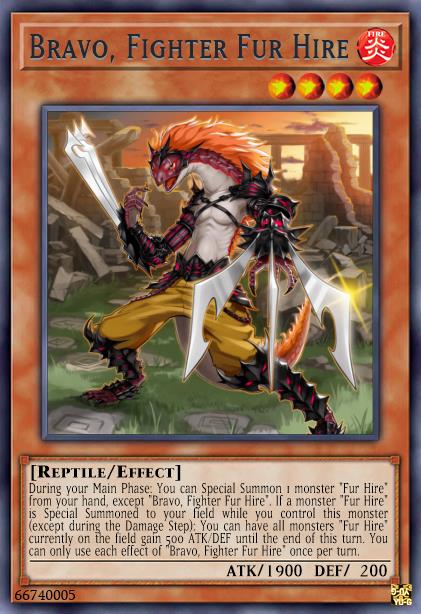 Bravo, Fighter Fur Hire
FIRE
炎
[Reptile/Effect]
During your Main Phase: You can Special Summon 1 monster "Fur Hire"
from your hand, except "Bravo, Fighter Fur Hire". If a monster "Fur Hire"
is Special Summoned to your field while you control this monster
(except during the Damage Step): You can have all monsters "Fur Hire"
currently on the field gain 500 ATK/DEF until the end of this turn. You
can only use each effect of "Bravo, Fighter Fur Hire" once per turn.
ATK/1900 DEF/ 200
66740005